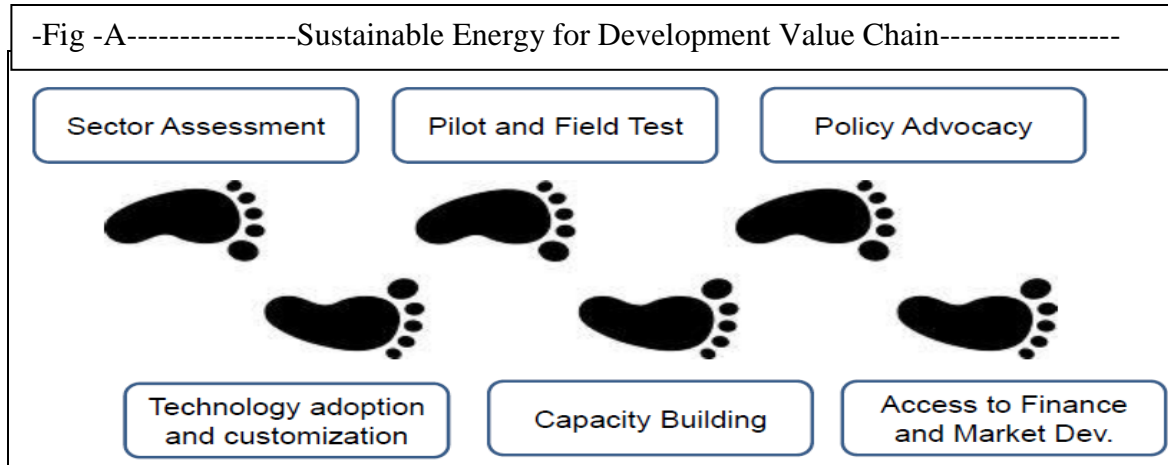 -Fig -A----------------Sustainable Energy for Development Value Chain-----------------
Sector Assessment
Pilot and Field Test
Policy Advocacy
Technology adoption
and customization
Capacity Building
Access to Finance
and Market Dev.